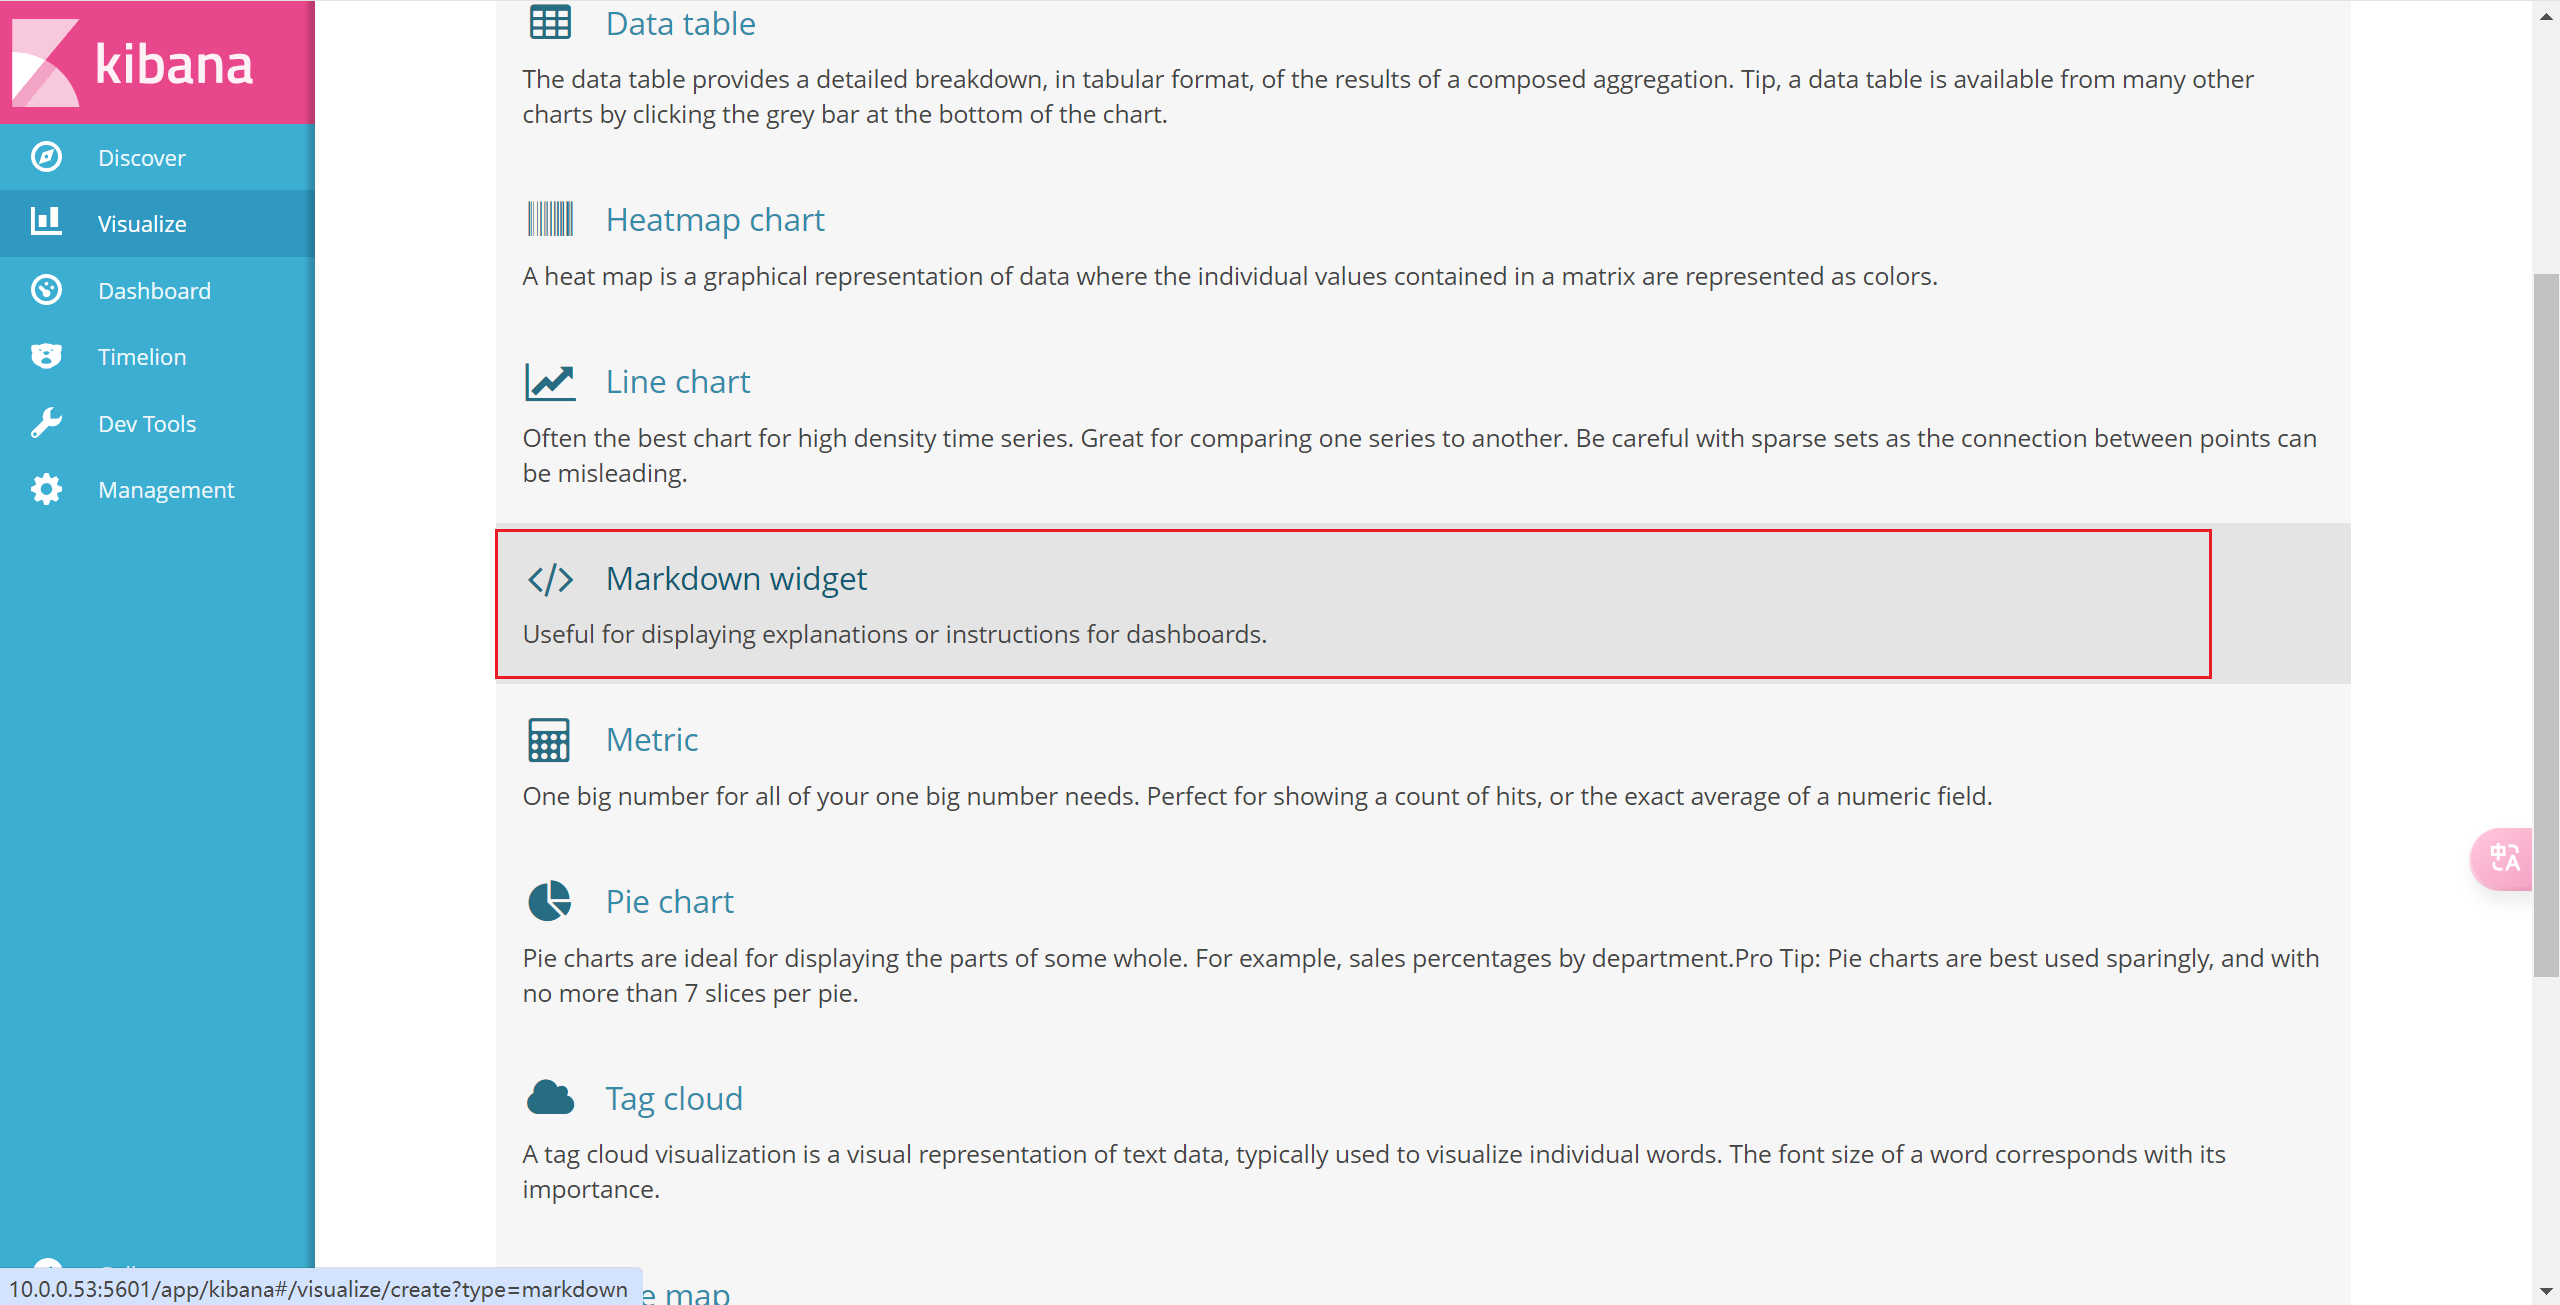 kibana
Discover
Visualize
Dashboard
Timelion
Dev Tools
Management
Data table
The data table provides a detailed breakdown, in tabular format, of the results of a composed aggregation. Tip, a data table is available from many other
charts by clicking the grey bar at the bottom of the chart.
Heatmap chart
A heat map is a graphical representation of data where the individual values contained in a matrix are represented as colors.
Line chart
Often the best chart for high density time series. Great for comparing one series to another. Be careful with sparse sets as the connection between points can
be misleading.
</> Markdown widget
Useful for displaying explanations or instructions for dashboards.
Metric
One big number for all of your one big number needs. Perfect for showing a count of hits, or the exact average of a numeric field.
Pie chart
Pie charts are ideal for displaying the parts of some whole. For example, sales percentages by department.Pro Tip: Pie charts are best used sparingly, and with
no more than 7 slices per pie.
Tag cloud
A tag cloud visualization is a visual representation of text data, typically used to visualize individual words. The font size of a word corresponds with its
importance.
e map
中A
10.0.0.53:5601/app/kibana#/visualize/create?type=markdown